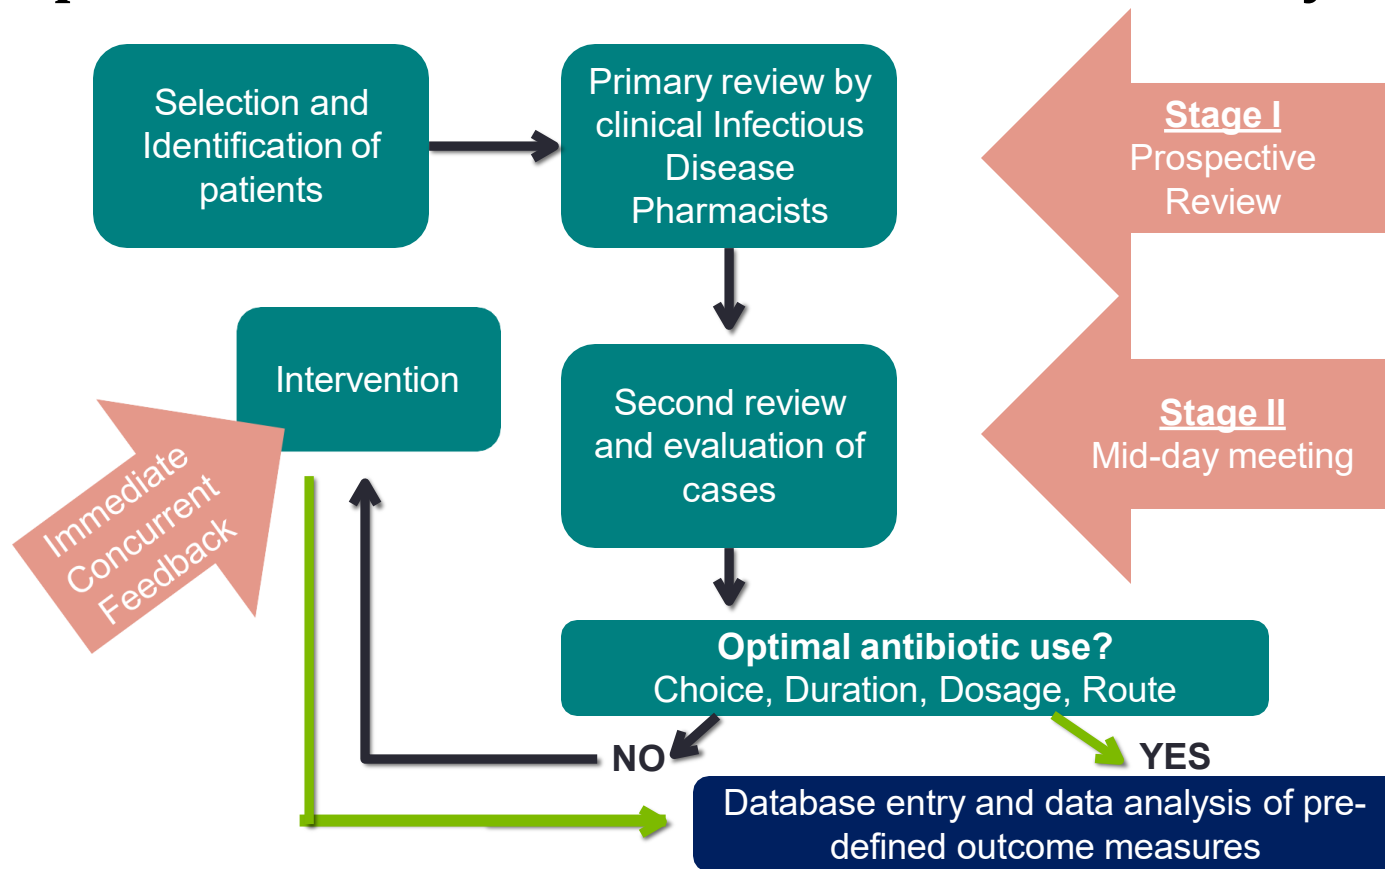 Selection and
Identification of
patients
Primary review by
clinical Infectious
Disease
Pharmacists
Stage I
Prospective
Review
Intervention
Second review
and evaluation of
cases
Stage II
Mid-day meeting
Immediate
Concurrent
Feedback
Optimal antibiotic use?
Choice, Duration, Dosage, Route
NO
YES
Database entry and data analysis of pre-
defined outcome measures